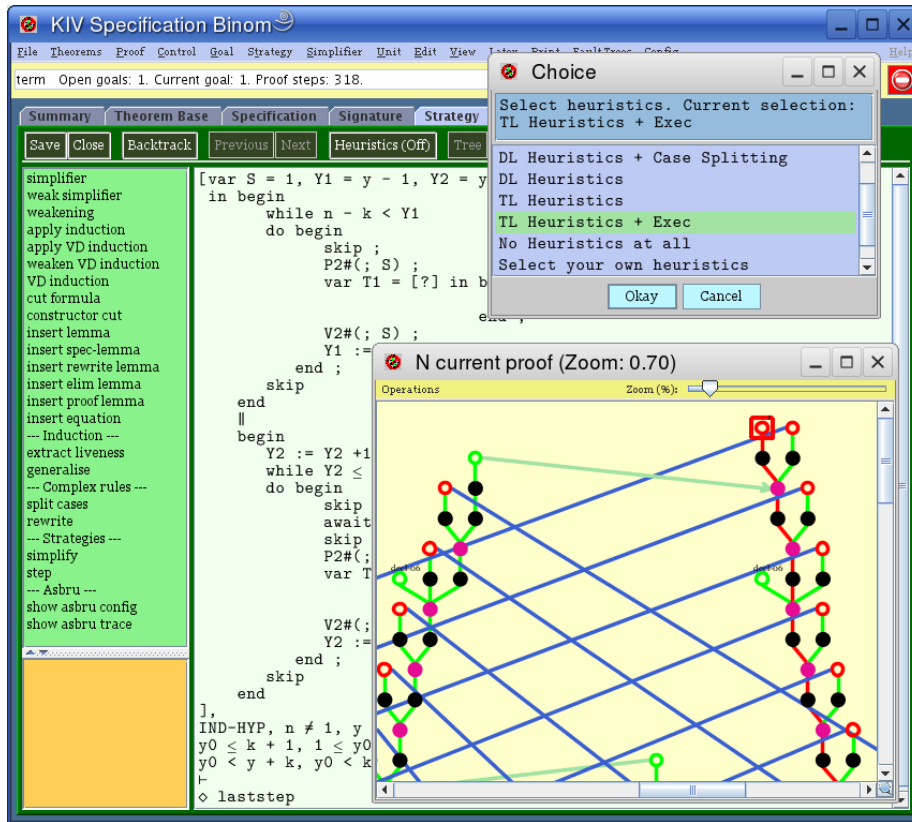 KIV Specification Binom
File Theorems Proof Control Goal Strategy Simplifier Unit Edit View Latex Print FaultTrees Config Help
term Open goals: 1. Current goal: 1. Proof steps: 318.
Summary Theorem Base Specification Signature Strategy
Save Close Backtrack Previous Next Heuristics (Off) Tree
simplifier
weak simplifier
weakening
apply induction
apply VD induction
weaken VD induction
VD induction
cut formula
constructor cut
insert lemma
insert spec-lemma
insert rewrite lemma
insert elim lemma
insert proof lemma
insert equation
--- Induction ---
extract liveness
generalise
--- Complex rules ---
split cases
rewrite
--- Strategies ---
simplify
step
--- Asbru ---
show asbru config
show asbru trace
[var S = 1, Y1 = y - 1, Y2 = y
in begin
while n - k < Y1
do begin
skip ;
P2#(; S) ;
var T1 = [?] in b
end ;
V2#(; S) ;
Y1 :=
end ;
skip
end
‖
begin
Y2 := Y2 +1
while Y2 ≤
do begin
skip
await
skip
P2#(;
var T
V2#(;
Y2 :=
end ;
skip
end
],
IND-HYP, n ≠ 1, y
y0 ≤ k + 1, 1 ≤ y0
y0 < y + k, y0 < k
⊢
◇ laststep
Choice
Select heuristics. Current selection:
TL Heuristics + Exec
DL Heuristics + Case Splitting
DL Heuristics
TL Heuristics
TL Heuristics + Exec
No Heuristics at all
Select your own heuristics
Okay Cancel
N current proof (Zoom: 0.70)
Operations Zoom (%):